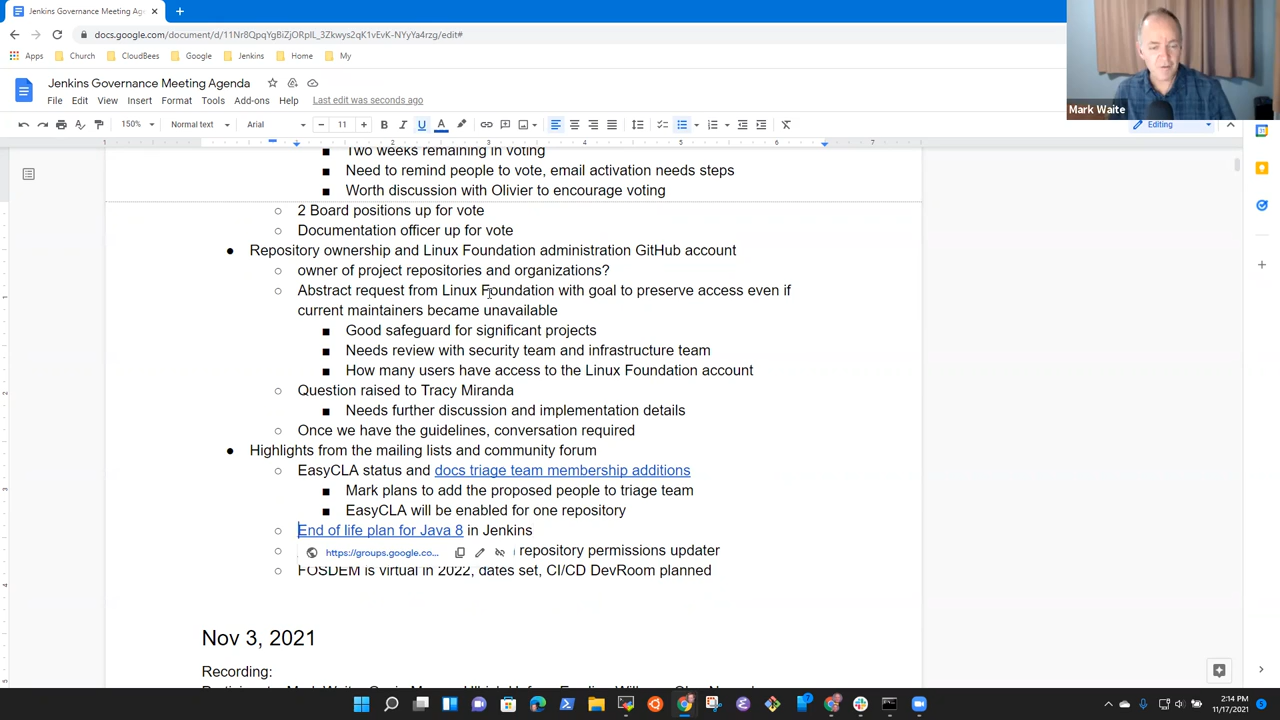 Jenkins Governance Meeting Ag
docs.google.com/document/d/
Apps Church CloudBees Google Jenkins Home My
Jenkins Governance Meeting Agenda
File Edit View Insert Format Tools Add-ons Help Last edit was seconds ago
150% Normal text Arial 11 Editing
Mark Waite
1 1 2 3 4 5 6 7
Two weeks remaining in voting
Need to remind people to vote, email activation needs steps
Worth discussion with Olivier to encourage voting
2 Board positions up for vote
Documentation officer up for vote
Repository ownership and Linux Foundation administration GitHub account
owner of project repositories and organizations?
Abstract request from Linux Foundation with goal to preserve access even if
current maintainers became unavailable
Good safeguard for significant projects
Needs review with security team and infrastructure team
How many users have access to the Linux Foundation account
Question raised to Tracy Miranda
Needs further discussion and implementation details
Once we have the guidelines, conversation required
Highlights from the mailing lists and community forum
EasyCLA status and docs triage team membership additions
Mark plans to add the proposed people to triage team
EasyCLA will be enabled for one repository
End of life plan for Java 8 in Jenkins
https://groups.google.co... repository permissions updater
FOSDEM is virtual in 2022, dates set, CI/CD DevRoom planned
Nov 3, 2021
Recording:
2:14 PM
11/17/2021